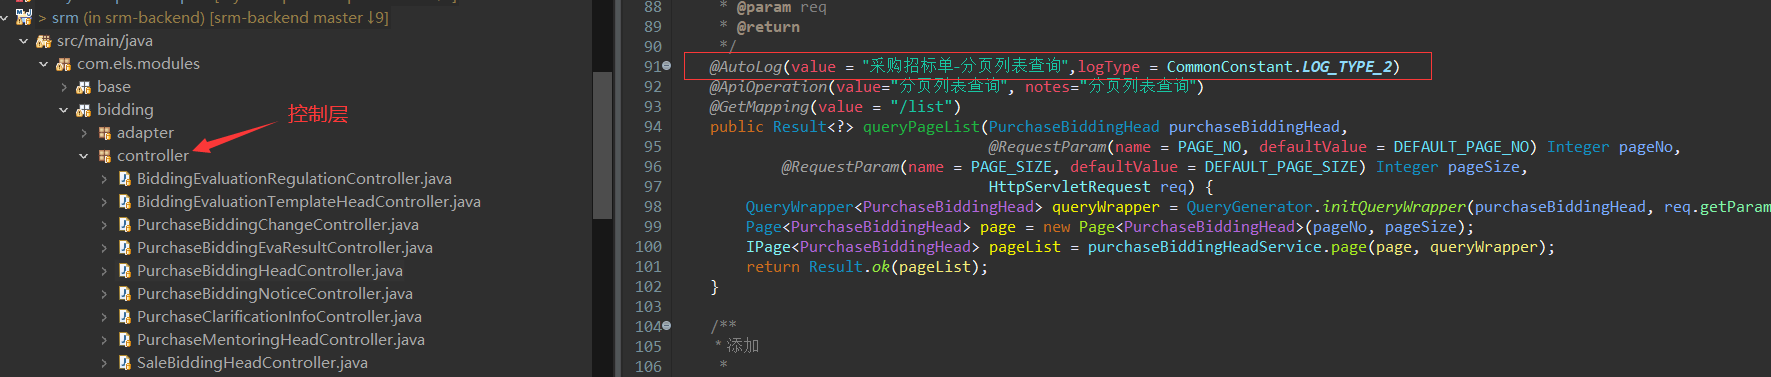 srm (in srm-backend) [srm-backend master ↓9]
src/main/java
com.els.modules
base
bidding
adapter
controller
BiddingEvaluationRegulationController.java
BiddingEvaluationTemplateHeadController.java
PurchaseBiddingChangeController.java
PurchaseBiddingEvaResultController.java
PurchaseBiddingHeadController.java
PurchaseBiddingNoticeController.java
PurchaseClarificationInfoController.java
PurchaseMentoringHeadController.java
SaleBiddingHeadController.java
控制层
88 * @param req
89 * @return
90 */
91 @AutoLog(value = "采购招标单-分页列表查询",logType = CommonConstant.LOG_TYPE_2)
92 @ApiOperation(value="分页列表查询", notes="分页列表查询")
93 @GetMapping(value = "/list")
94 public Result<?> queryPageList(PurchaseBiddingHead purchaseBiddingHead,
95 @RequestParam(name = PAGE_NO, defaultValue = DEFAULT_PAGE_NO) Integer pageNo,
96 @RequestParam(name = PAGE_SIZE, defaultValue = DEFAULT_PAGE_SIZE) Integer pageSize,
97 HttpServletRequest req) {
98 QueryWrapper<PurchaseBiddingHead> queryWrapper = QueryGenerator.initQueryWrapper(purchaseBiddingHead, req.getParam
99 Page<PurchaseBiddingHead> page = new Page<PurchaseBiddingHead>(pageNo, pageSize);
100 IPage<PurchaseBiddingHead> pageList = purchaseBiddingHeadService.page(page, queryWrapper);
101 return Result.ok(pageList);
102 }
103
104 /**
105 * 添加
106 *